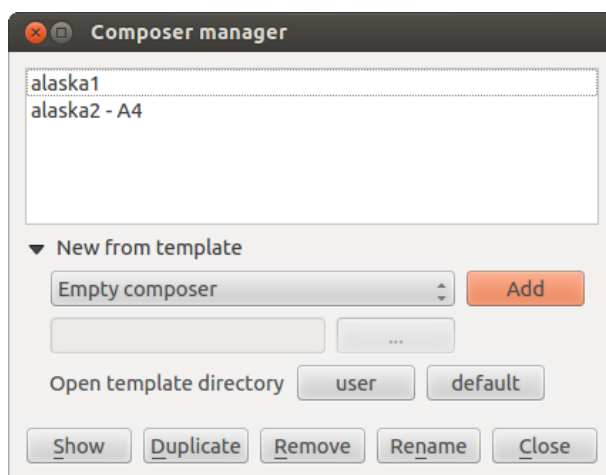 Composer manager
alaska1
alaska2 - A4
New from template
Empty composer
Add
...
Open template directory user default
Show Duplicate Remove Rename Close